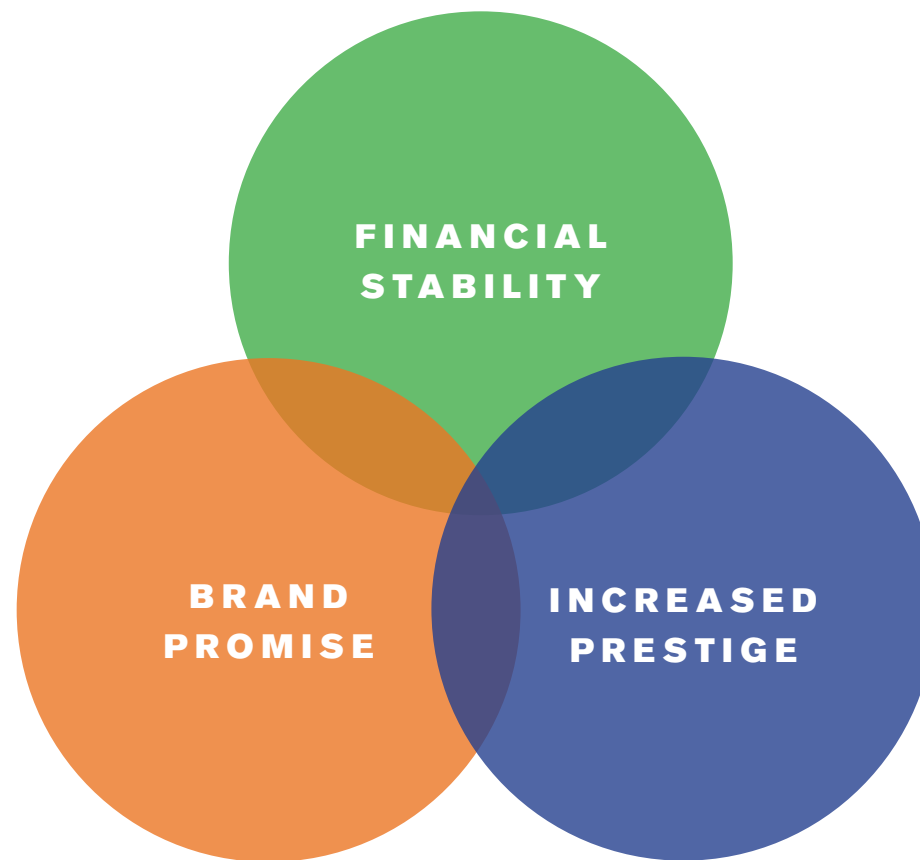 FINANCIAL
STABILITY
BRAND
PROMISE
INCREASED
PRESTIGE